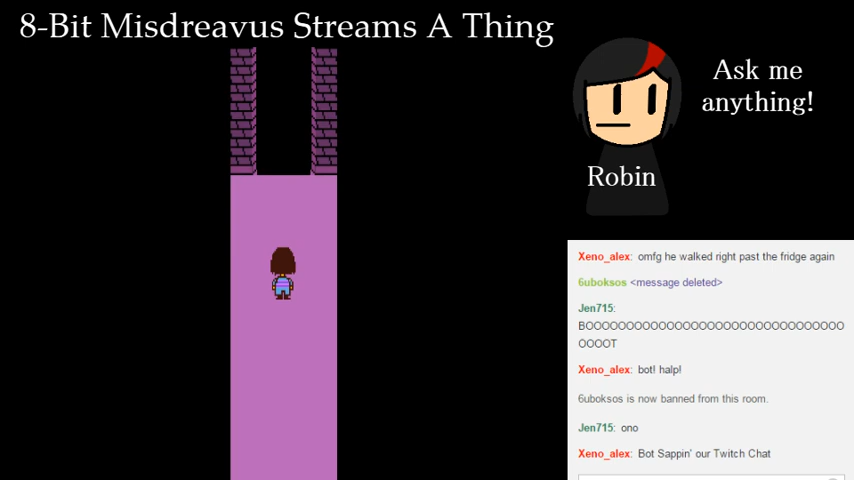 8-Bit Misdreavus Streams A Thing
Ask me
anything!
Robin
Xeno_alex: omfg he walked right past the fridge again
6uboksos <message deleted>
Jen715:
BOOOOOOOOOOOOOOOOOOOOOOOOOOOOOOOO
OOOOT
Xeno_alex: bot! halp!
6uboksos is now banned from this room.
Jen715: ono
Xeno_alex: Bot Sappin' our Twitch Chat